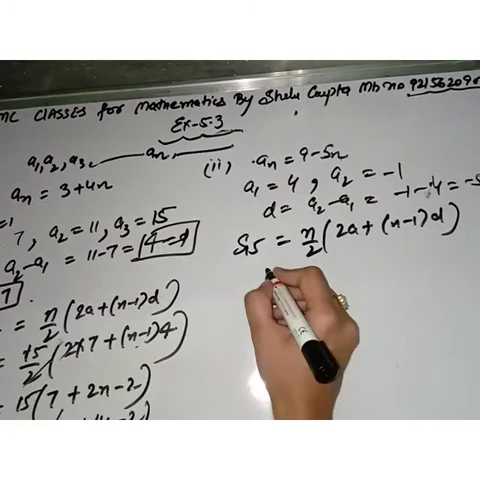 MC CLASSES for Mathematics By Shelu Gupta Mb no 92156209
Ex-5.3
a₁, a₂, a₃ —— aₙ,
aₙ = 3+4n
=1
7, a₂ = 11, a₃ = 15
a₂-a₁ = 11-7 = 4 = d
7
= n/2 (2a+(n-1)d)
= 15/2 (2×7 + (n-1)4)
= 15(7 + 2n-2)
(ii) aₙ = 9-5n
a₁ = 4, a₂ = -1
d = a₂-a₁ = -1-4 = -5
S₁₅ = n/2 (2a+(n-1)d)